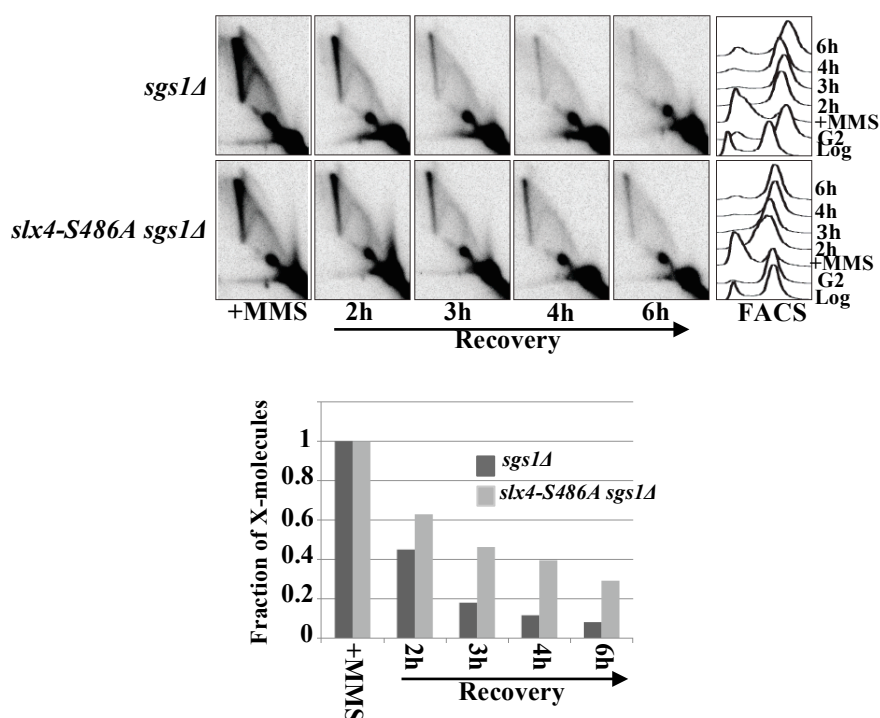 sgs1Δ
6h
4h
3h
2h
+MMS
G2
Log
slx4-S486A sgs1Δ
6h
4h
3h
2h
+MMS
G2
Log
+MMS 2h 3h 4h 6h FACS
Recovery
Fraction of X-molecules
1
0.8
0.6
0.4
0.2
0
sgs1Δ
slx4-S486A sgs1Δ
+MMS 2h 3h 4h 6h
Recovery